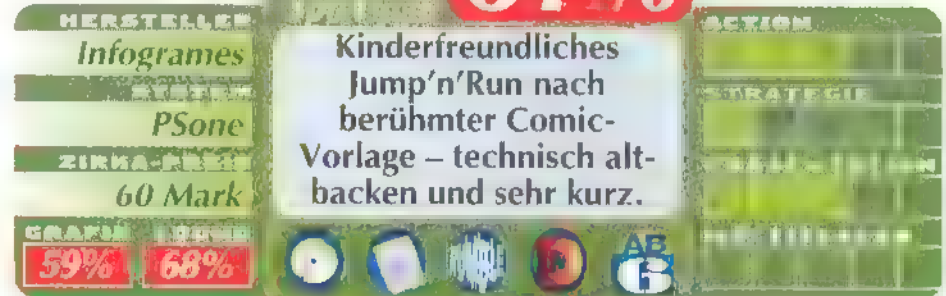 HERSTELLER
Infogrames
SYSTEM
PSone
ZIRKA-PREIS
60 Mark
GRAFIK SOUND
59% 68%
Kinderfreundliches
Jump'n'Run nach
berühmter Comic-
Vorlage – technisch alt-
backen und sehr kurz.
AB
6
ACTION
STRATEGIE